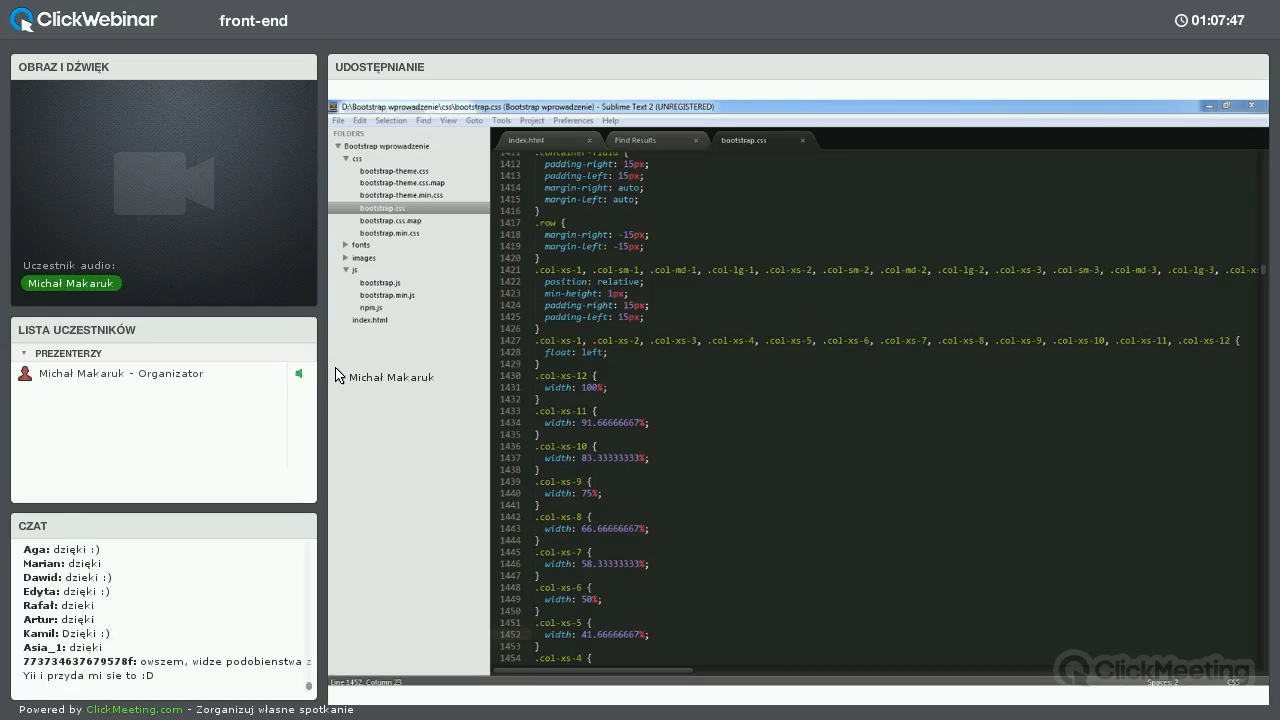 ClickWebinar
front-end
01:07:47
OBRAZ I DŹWIĘK
Uczestnik audio:
Michał Makaruk
LISTA UCZESTNIKÓW
PREZENTERZY
Michał Makaruk - Organizator
CZAT
Aga: dzięki :)
Marian: dzięki
Dawid: dzieki :)
Edyta: dzięki :)
Rafał: dzieki
Artur: dzięki
Kamil: Dzięki :)
Asia_1: dzięki
773734637679578f: owszem, widze podobienstwa z
Yii i przyda mi sie to :D
Powered by ClickMeeting.com - Zorganizuj własne spotkanie
UDOSTĘPNIANIE
D:\Bootstrap wprowadzenie\css\bootstrap.css (Bootstrap wprowadzenie) - Sublime Text 2 (UNREGISTERED)
File Edit Selection Find View Goto Tools Project Preferences Help
FOLDERS
Bootstrap wprowadzenie
css
bootstrap-theme.css
bootstrap-theme.css.map
bootstrap-theme.min.css
bootstrap.css
bootstrap.css.map
bootstrap.min.css
fonts
images
js
bootstrap.js
bootstrap.min.js
npm.js
index.html
Michał Makaruk
index.html Find Results bootstrap.css
1411 .container-fluid {
1412 padding-right: 15px;
1413 padding-left: 15px;
1414 margin-right: auto;
1415 margin-left: auto;
1416 }
1417 .row {
1418 margin-right: -15px;
1419 margin-left: -15px;
1420 }
1421 .col-xs-1, .col-sm-1, .col-md-1, .col-lg-1, .col-xs-2, .col-sm-2, .col-md-2, .col-lg-2, .col-xs-3, .col-sm-3, .col-md-3, .col-lg-3, .col-xs
1422 position: relative;
1423 min-height: 1px;
1424 padding-right: 15px;
1425 padding-left: 15px;
1426 }
1427 .col-xs-1, .col-xs-2, .col-xs-3, .col-xs-4, .col-xs-5, .col-xs-6, .col-xs-7, .col-xs-8, .col-xs-9, .col-xs-10, .col-xs-11, .col-xs-12 {
1428 float: left;
1429 }
1430 .col-xs-12 {
1431 width: 100%;
1432 }
1433 .col-xs-11 {
1434 width: 91.66666667%;
1435 }
1436 .col-xs-10 {
1437 width: 83.33333333%;
1438 }
1439 .col-xs-9 {
1440 width: 75%;
1441 }
1442 .col-xs-8 {
1443 width: 66.66666667%;
1444 }
1445 .col-xs-7 {
1446 width: 58.33333333%;
1447 }
1448 .col-xs-6 {
1449 width: 50%;
1450 }
1451 .col-xs-5 {
1452 width: 41.66666667%;
1453 }
1454 .col-xs-4 {
ClickMeeting
Line 1452, Column 23
Spaces: 2
CSS